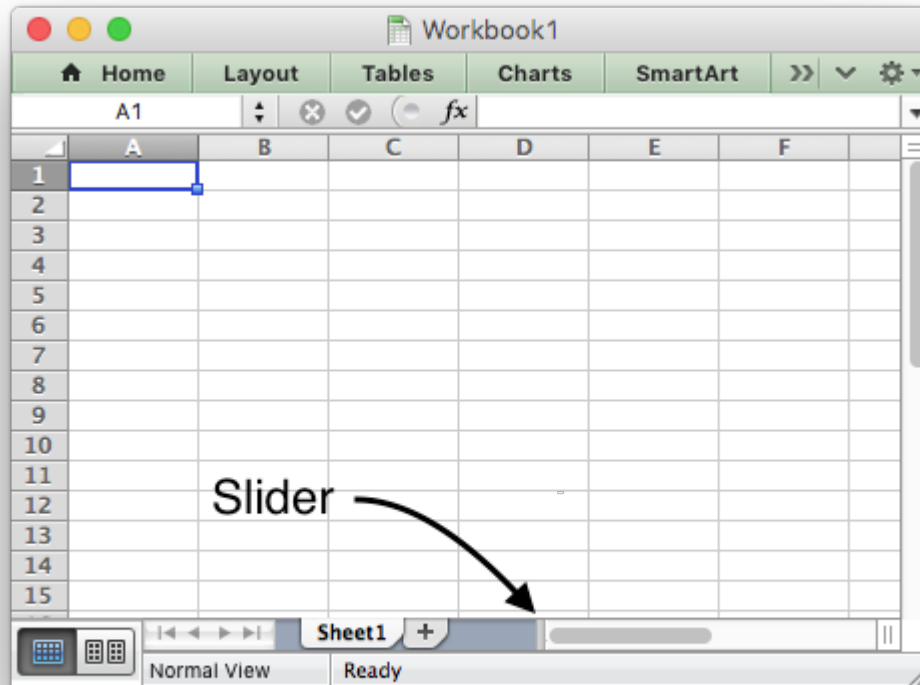 Workbook1
Home Layout Tables Charts SmartArt
A1 fx
A B C D E F
1
2
3
4
5
6
7
8
9
10
11
Slider
12
13
14
15
Sheet1 +
Normal View Ready